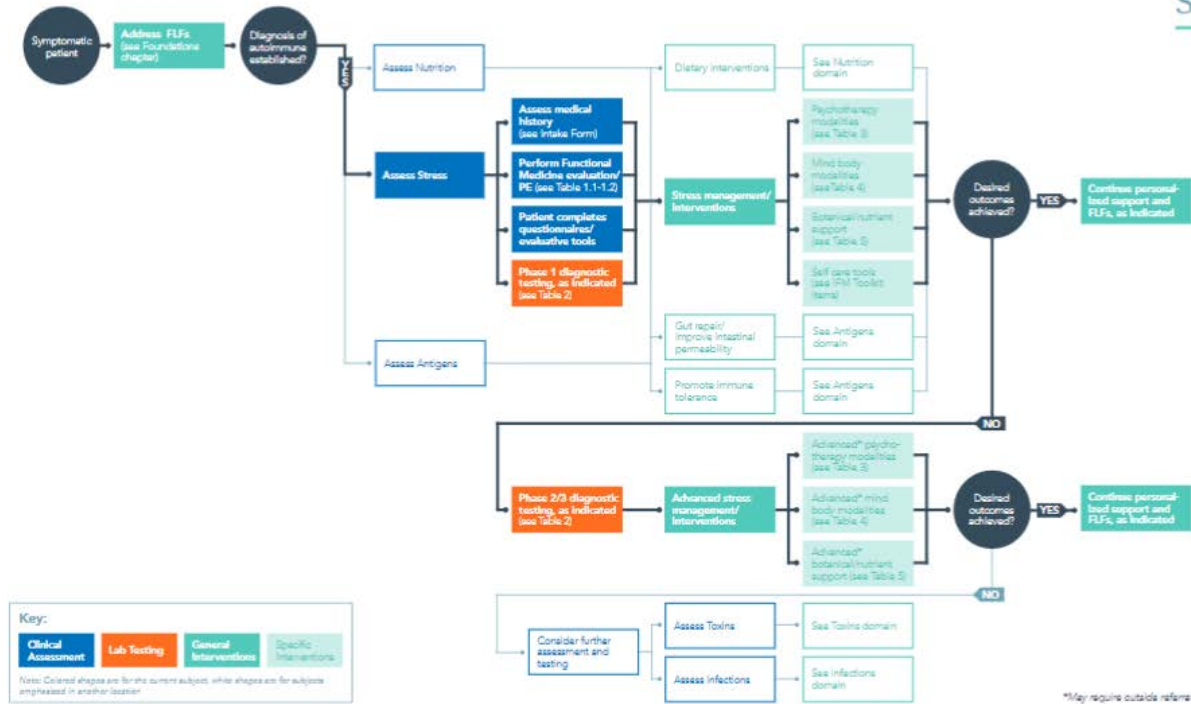 S
Symptomatic
patient
Address FLFs
(see Foundations
chapter)
Diagnosis of
autoimmune
established?
YES
Assess Nutrition
Dietary interventions
See Nutrition
domain
Assess Stress
Assess medical
history
(see Intake Form)
Perform Functional
Medicine evaluation/
PE (see Table 1.1-1.2)
Patient completes
questionnaires/
evaluative tools
Phase 1 diagnostic
testing, as indicated
(see Table 2)
Stress management/
Interventions
Psychotherapy
modalities
(see Table 3)
Mind body
modalities
(see Table 4)
Botanical/nutrient
support
(see Table 5)
Self care tools
(see IFM Toolkit
items)
Desired
outcomes
achieved?
YES
Continue personal-
ized support and
FLFs, as indicated
Assess Antigens
Gut repair/
improve intestinal
permeability
See Antigens
domain
Promote immune
tolerance
See Antigens
domain
NO
Phase 2/3 diagnostic
testing, as indicated
(see Table 2)
Advanced stress
management/
Interventions
Advanced* psycho-
therapy modalities
(see Table 3)
Advanced* mind
body modalities
(see Table 4)
Advanced*
botanical/nutrient
support (see Table 5)
Desired
outcomes
achieved?
YES
Continue personal-
ized support and
FLFs, as indicated
NO
Consider further
assessment and
testing
Assess Toxins
See Toxins domain
Assess Infections
See Infections
domain
Key:
Clinical
Assessment
Lab Testing
General
Interventions
Specific
Interventions
Note: Colored shapes are for the current subject, white shapes are for subjects
emphasized in another location
*May require outside referra